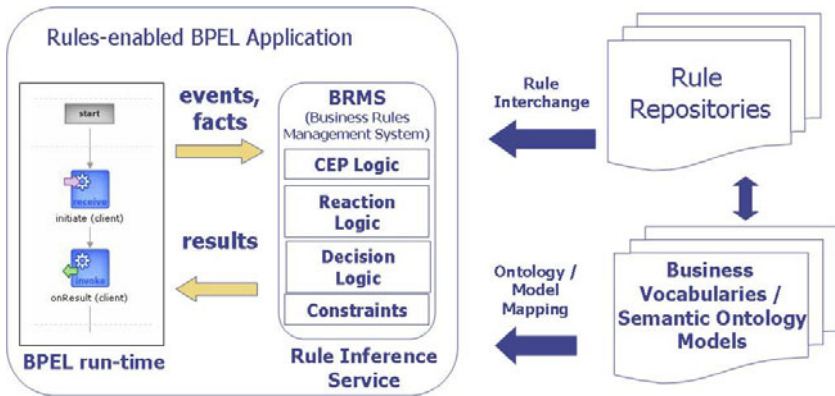 Rules-enabled BPEL Application
start
receive
initiate (client)
invoke
onResult (client)
BPEL run-time
events,
facts
results
BRMS
(Business Rules
Management System)
CEP Logic
Reaction
Logic
Decision
Logic
Constraints
Rule Inference
Service
Rule
Interchange
Ontology /
Model
Mapping
Rule
Repositories
Business
Vocabularies /
Semantic Ontology
Models